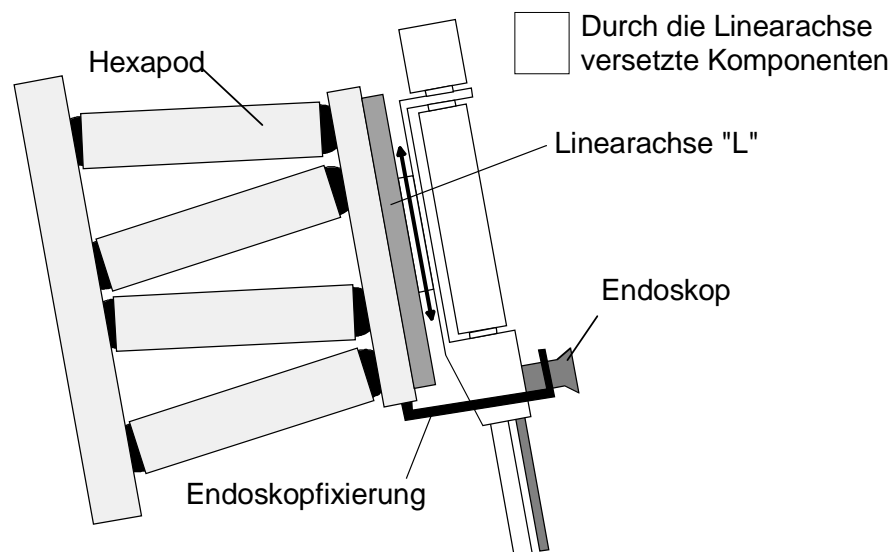 Durch die Linearachse
versetzte Komponenten
Hexapod
Linearachse "L"
Endoskop
Endoskopfixierung